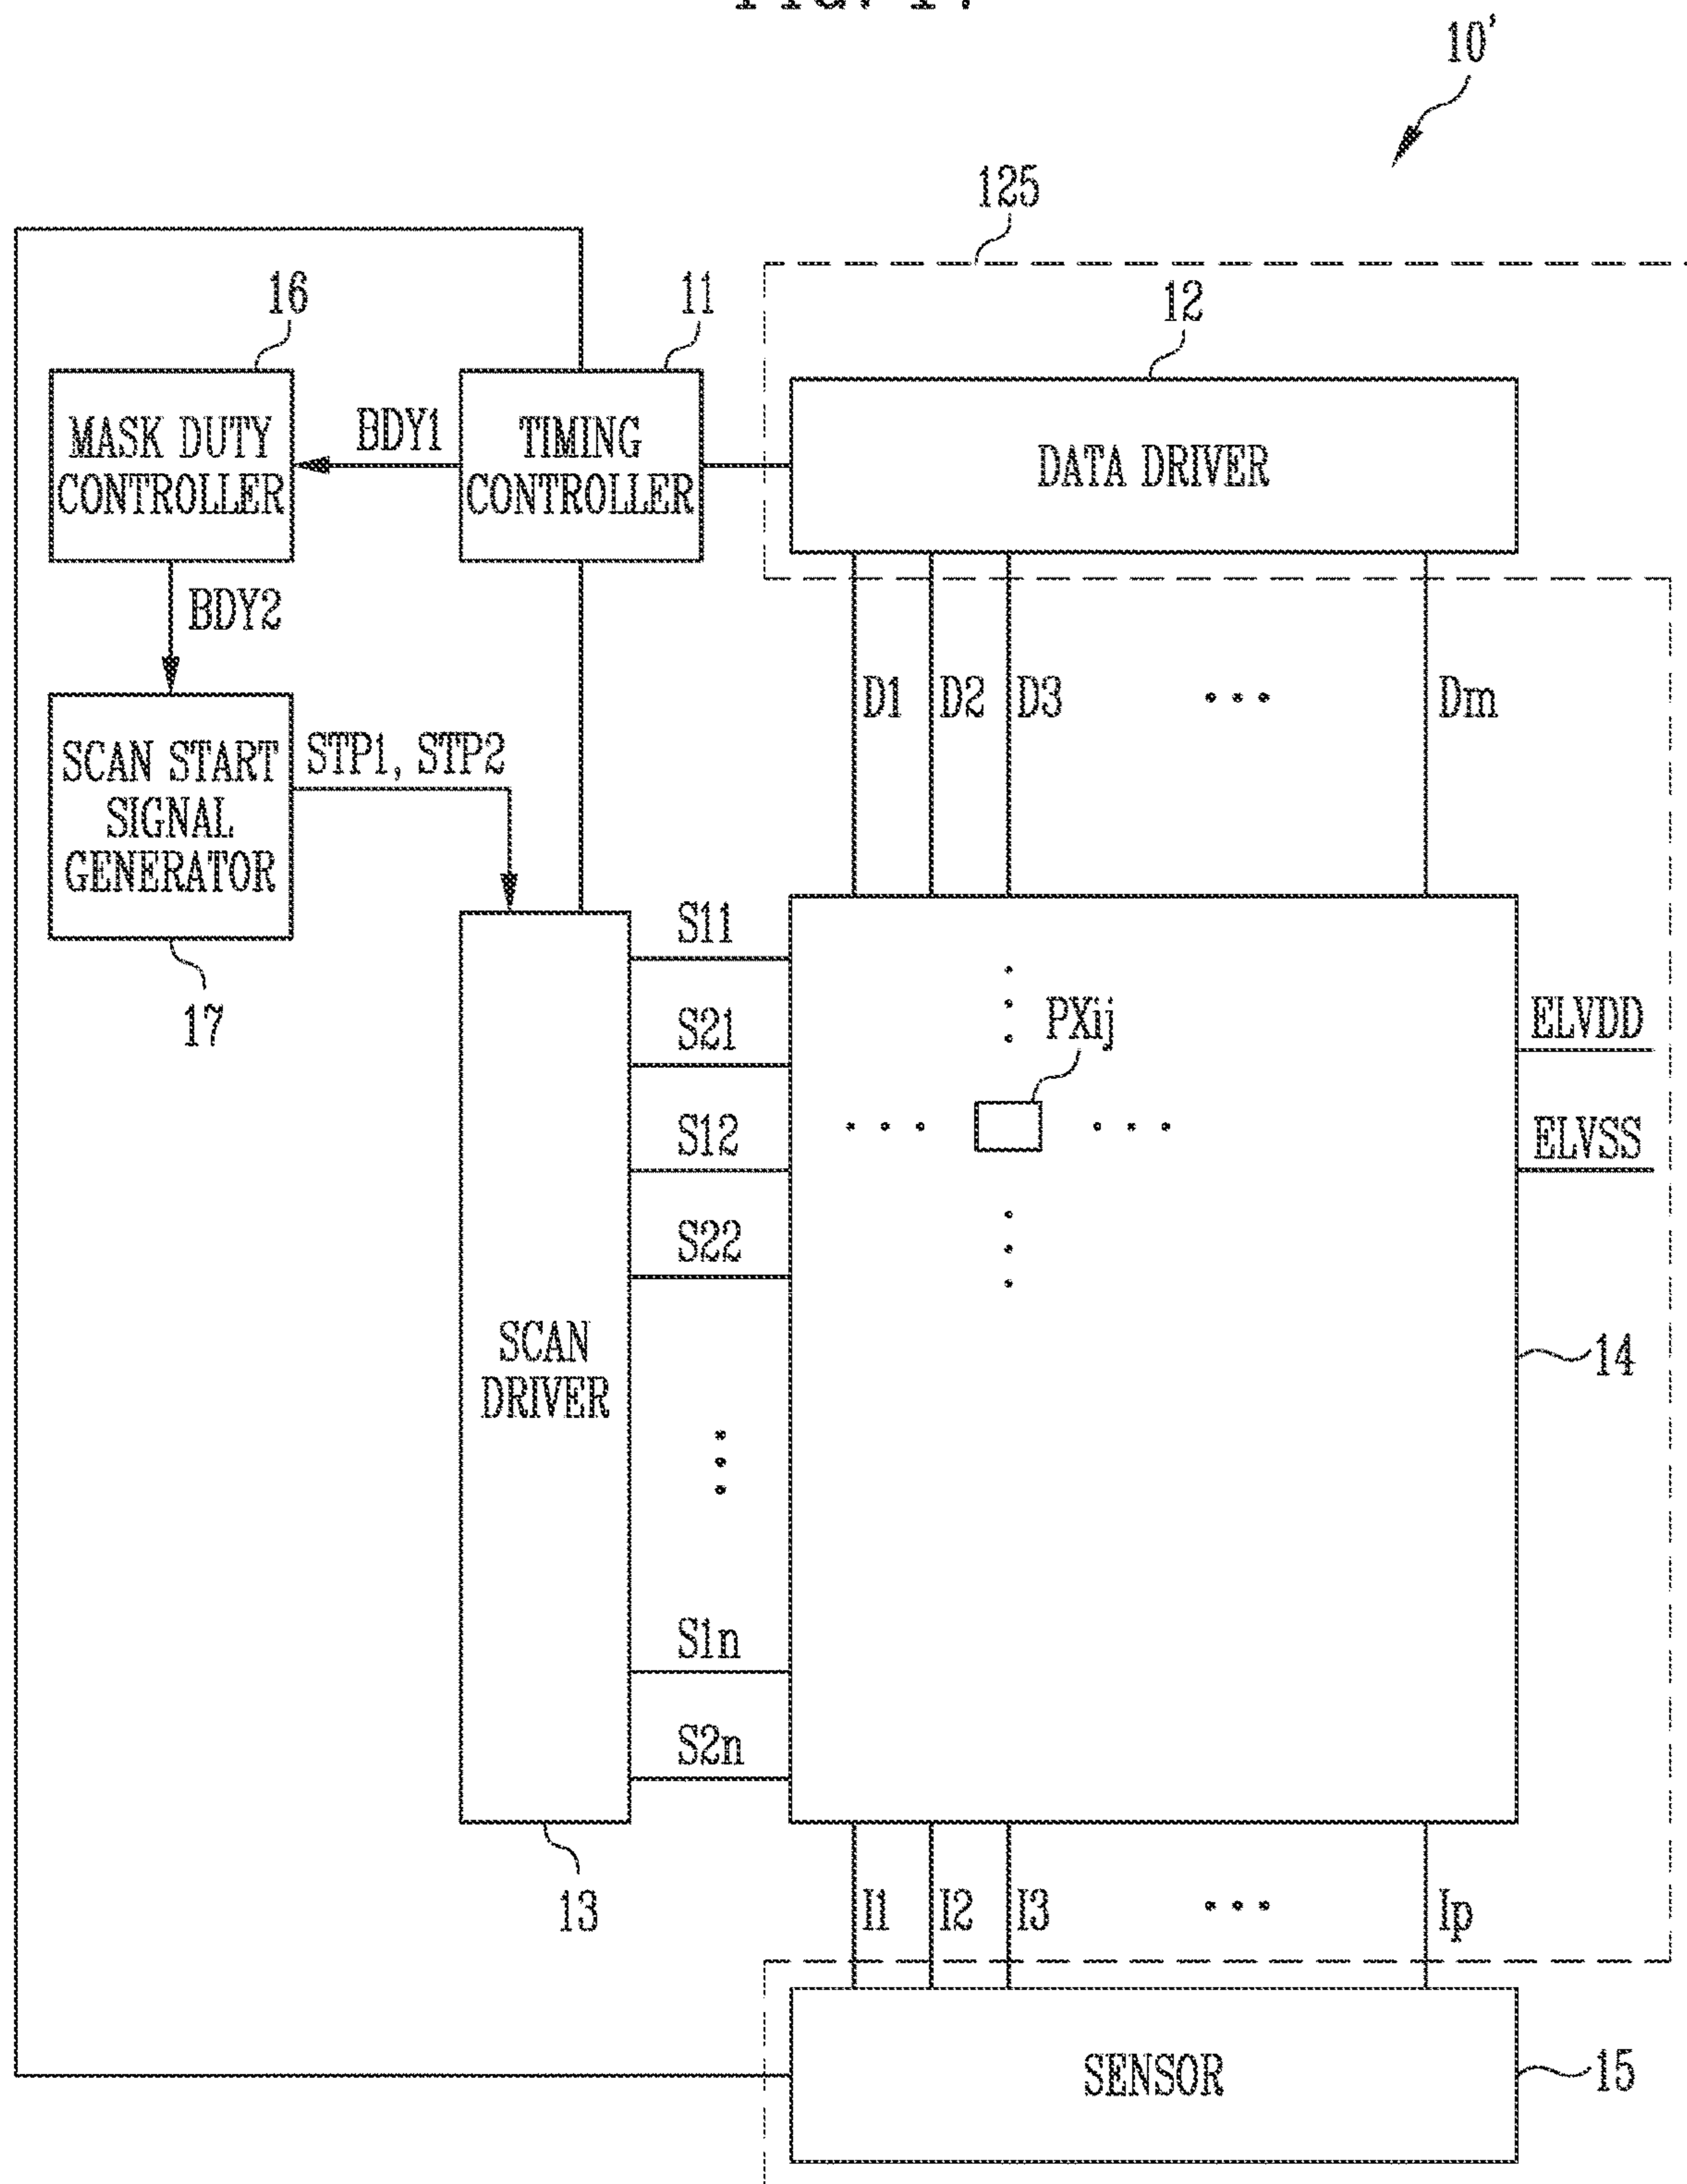 10'
125
16
11
12
MASK DUTY
CONTROLLER
BDY1
TIMING
CONTROLLER
DATA DRIVER
BDY2
D1
D2
D3
Dm
SCAN START
SIGNAL
GENERATOR
STP1, STP2
17
S11
S21
S12
S22
PXij
ELVDD
ELVSS
SCAN
DRIVER
14
S1n
S2n
13
I1
I2
I3
Ip
SENSOR
15